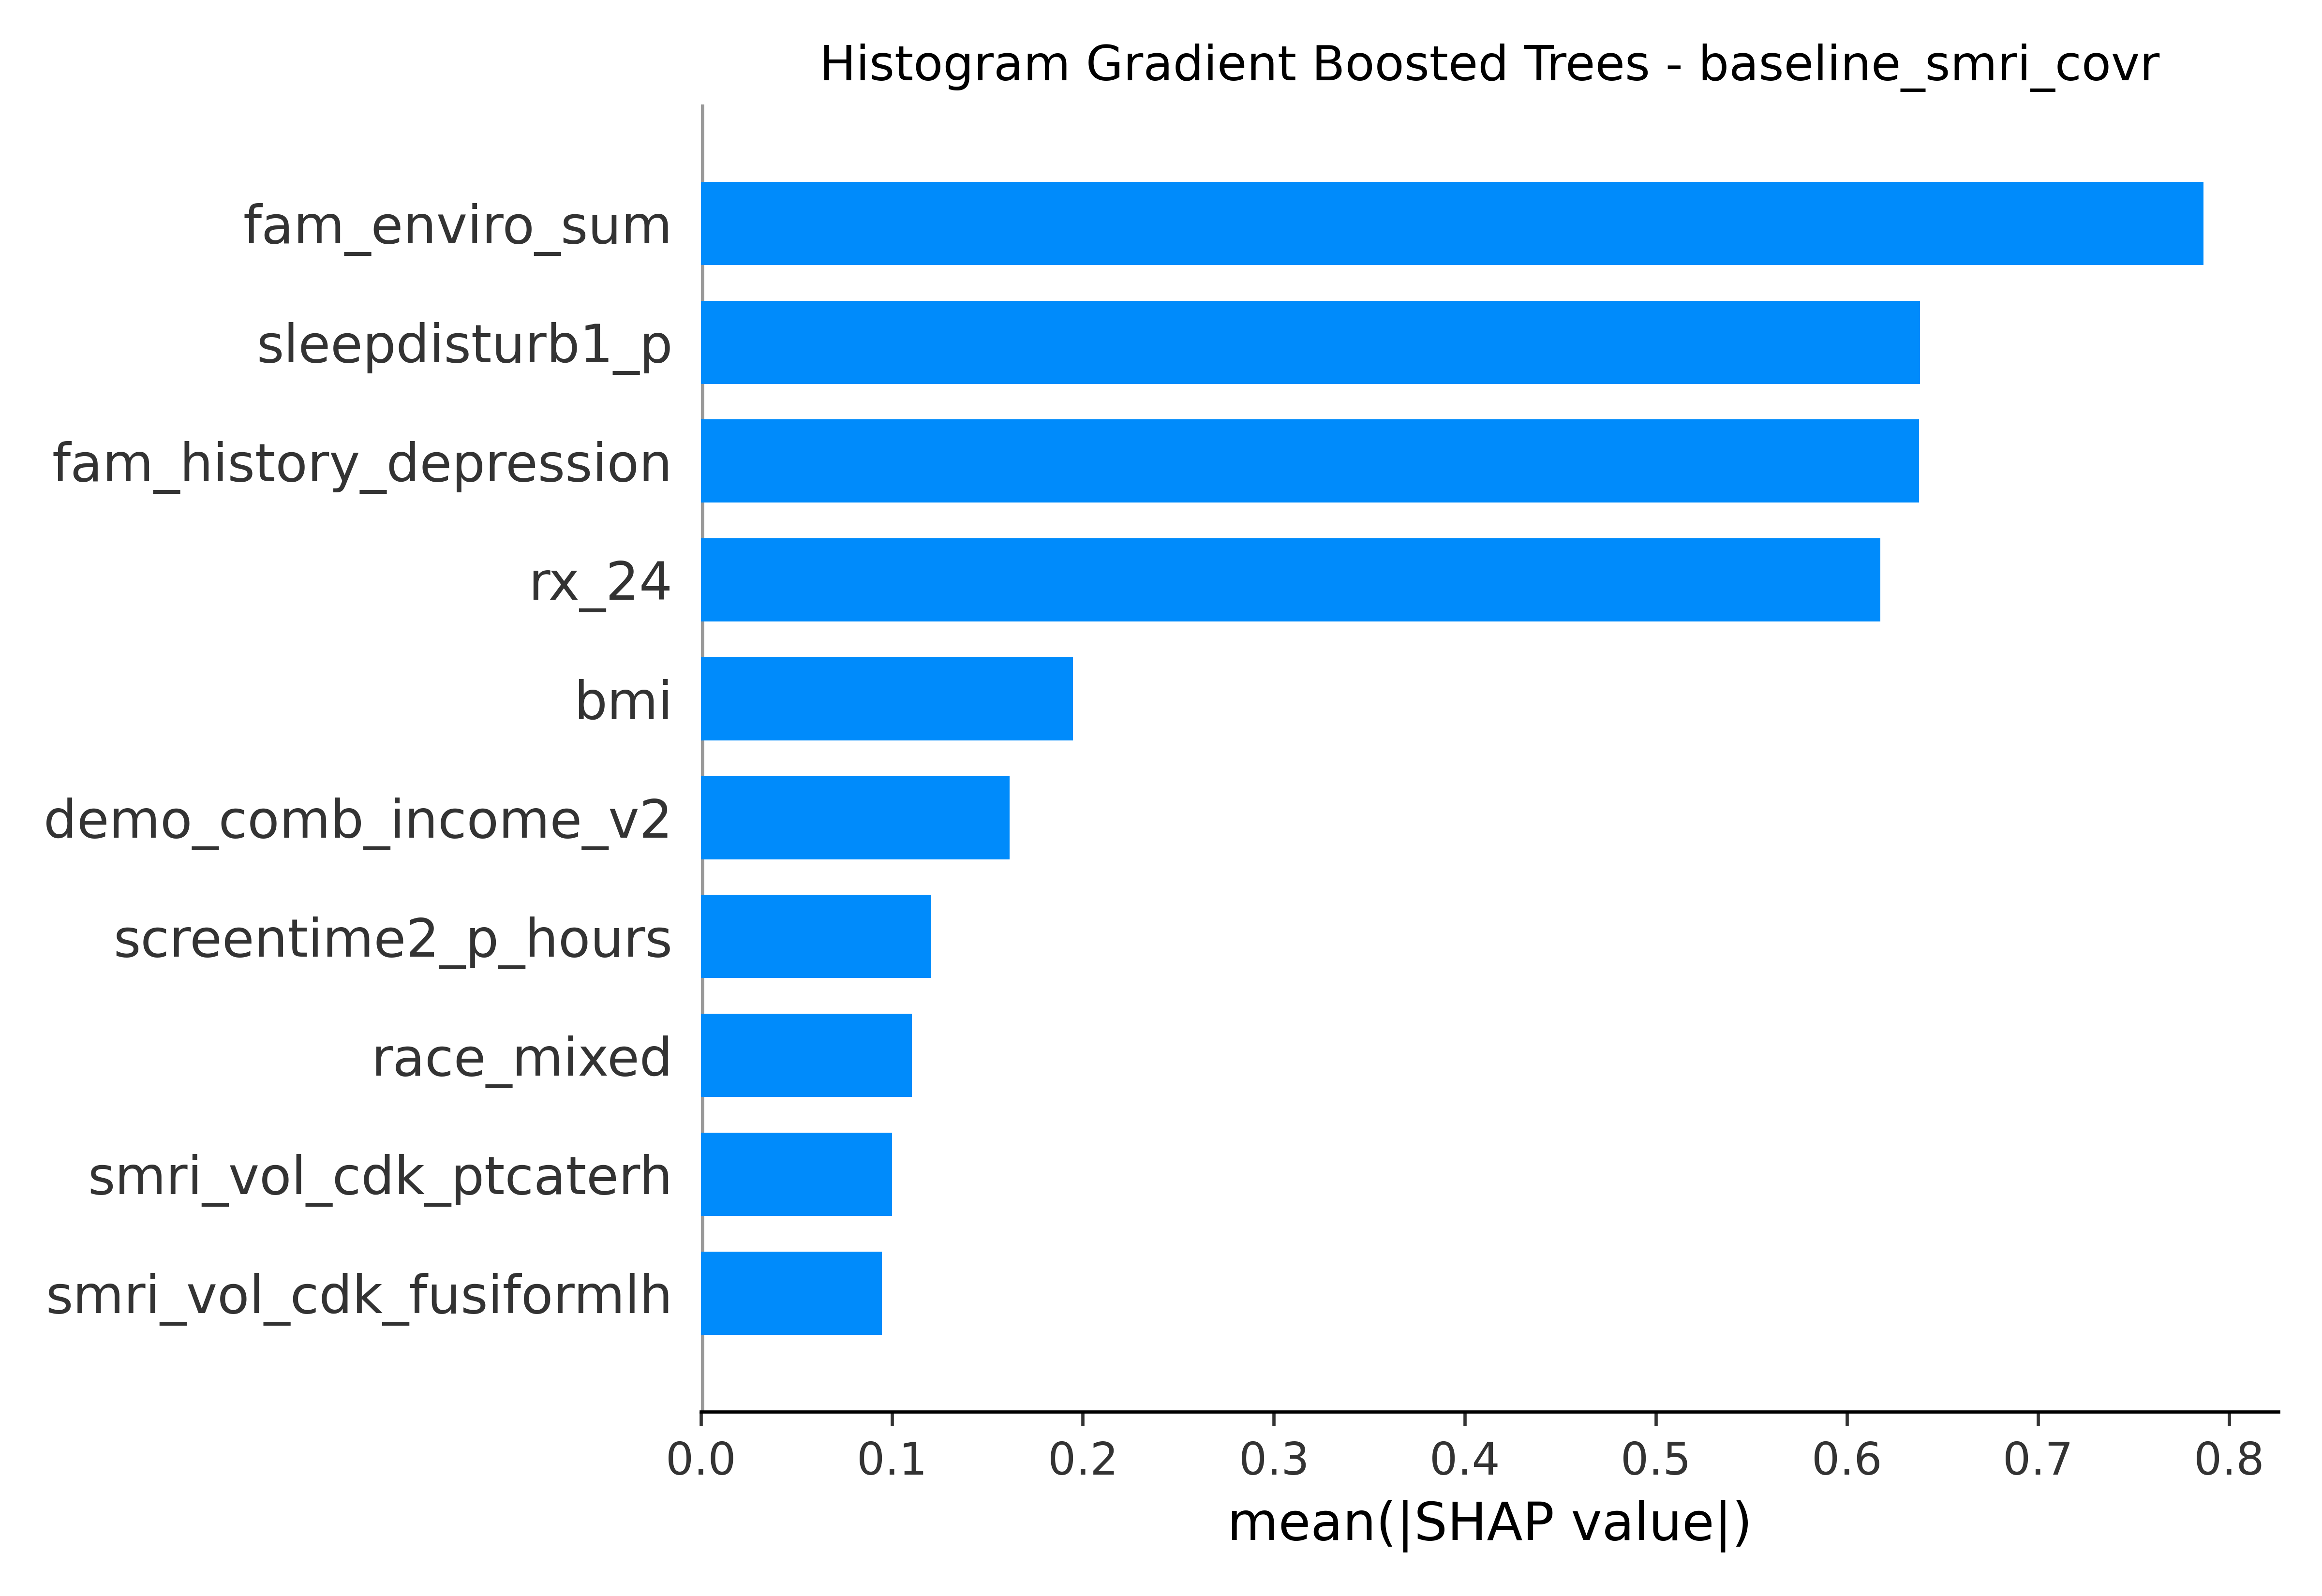 Histogram Gradient Boosted Trees - baseline_smri_covr
fam_enviro_sum
sleepdisturb1_p
fam_history_depression
rx_24
bmi
demo_comb_income_v2
screentime2_p_hours
race_mixed
smri_vol_cdk_ptcaterh
smri_vol_cdk_fusiformlh
0.0 0.1 0.2 0.3 0.4 0.5 0.6 0.7 0.8
mean(|SHAP value|)